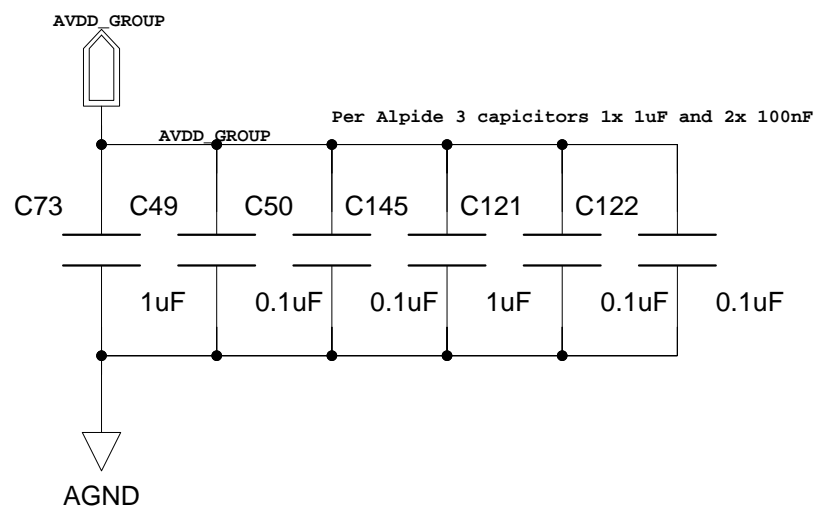 AVDD_GROUP
Per Alpide 3 capicitors 1x 1uF and 2x 100nF
AVDD_GROUP
C73 C49 C50 C145 C121 C122
1uF 0.1uF 0.1uF 1uF 0.1uF 0.1uF
AGND